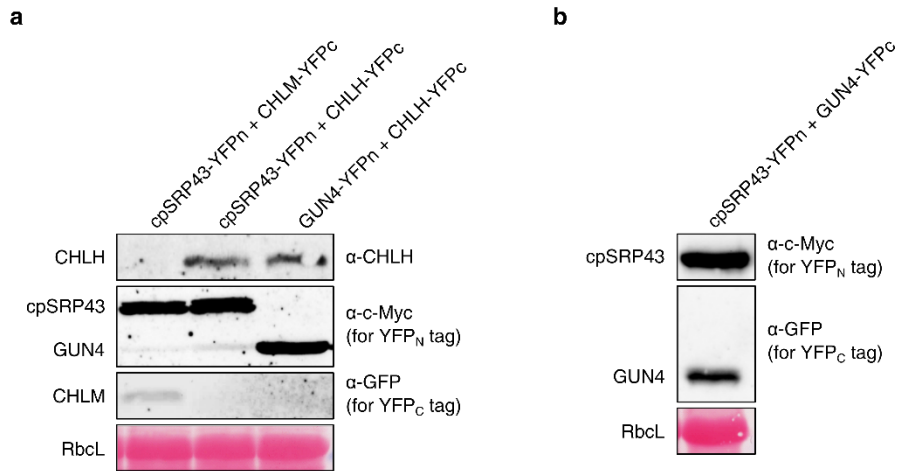 a
cpSRP43-YFPn + CHLM-YFPc
cpSRP43-YFPn + CHLH-YFPc
GUN4-YFPn + CHLH-YFPc
CHLH
α-CHLH
cpSRP43
GUN4
α-c-Myc
(for YFPN tag)
CHLM
α-GFP
(for YFPC tag)
RbcL
b
cpSRP43-YFPn + GUN4-YFPc
cpSRP43
α-c-Myc
(for YFPN tag)
α-GFP
(for YFPC tag)
GUN4
RbcL